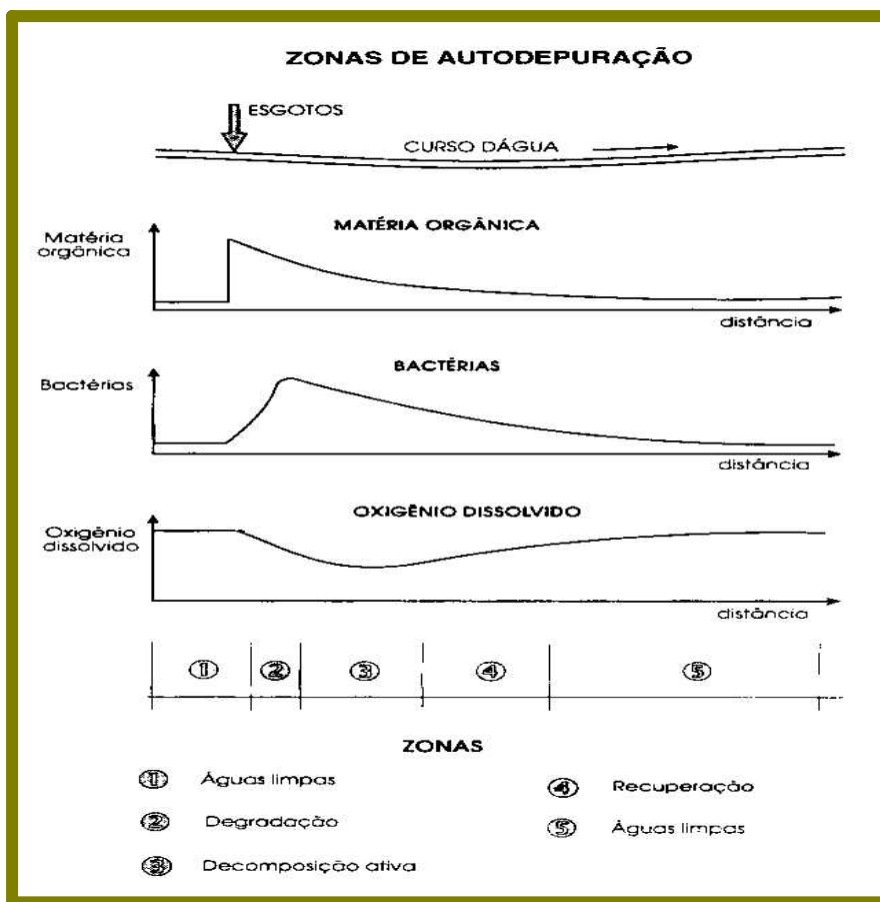 ZONAS DE AUTODEPURAÇÃO
ESGOTOS
CURSO DÁGUA
MATÉRIA ORGÂNICA
Matéria
orgânica
distância
BACTÉRIAS
Bactérias
distância
OXIGÊNIO DISSOLVIDO
Oxigênio
dissolvido
distância
① ② ③ ④ ⑤
ZONAS
① Águas limpas
② Degradação
③ Decomposição ativa
④ Recuperação
⑤ Águas limpas